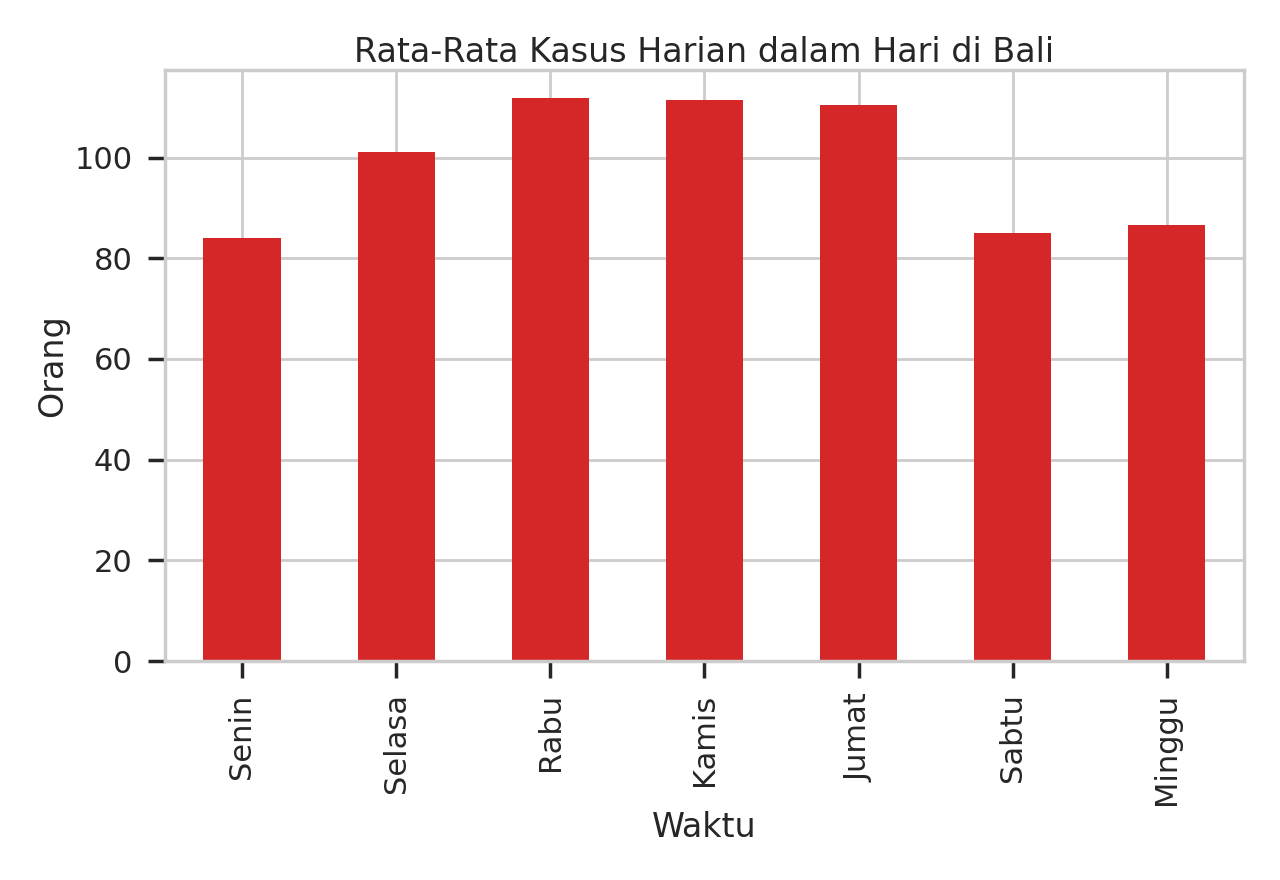 Rata-Rata Kasus Harian dalam Hari di Bali
Orang
100
80
60
40
20
0
Senin
Selasa
Rabu
Kamis
Jumat
Sabtu
Minggu
Waktu